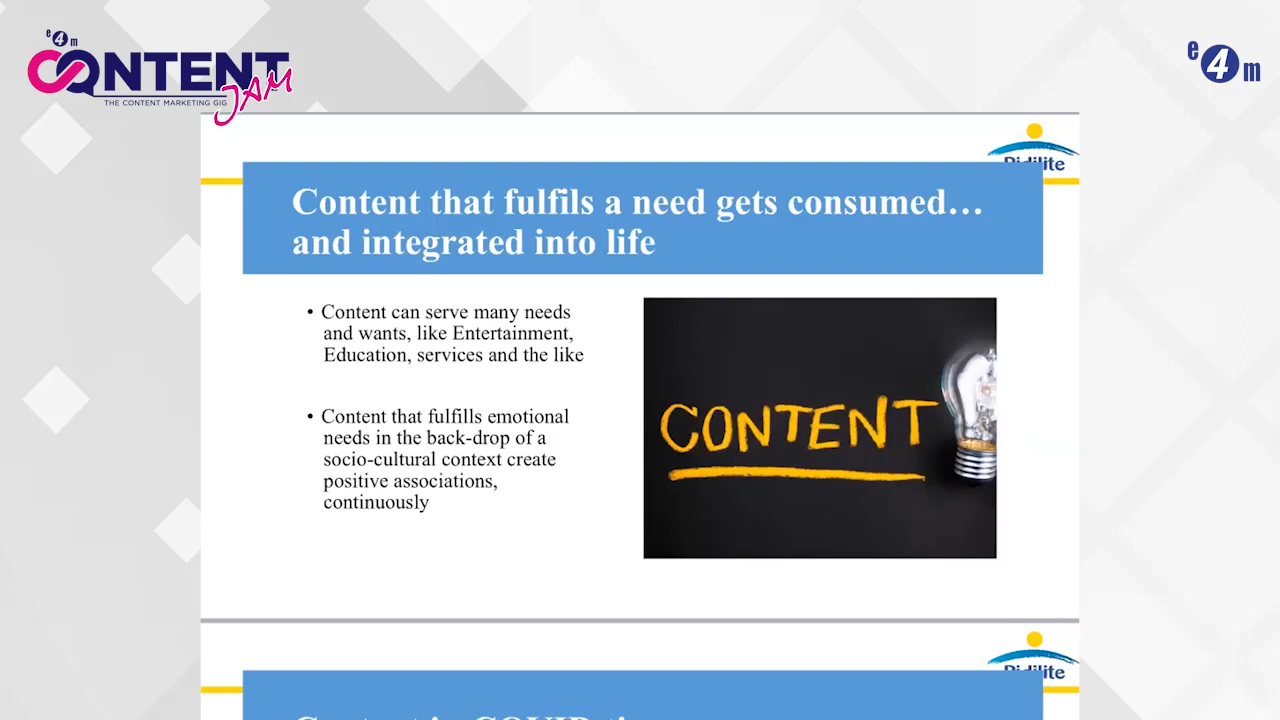 e4m
CONTENT
JAM
THE CONTENT MARKETING GIG
e4m
Pidilite
Content that fulfils a need gets consumed…
and integrated into life
• Content can serve many needs
and wants, like Entertainment,
Education, services and the like
• Content that fulfills emotional
needs in the back-drop of a
socio-cultural context create
positive associations,
continuously
CONTENT
Pidilite